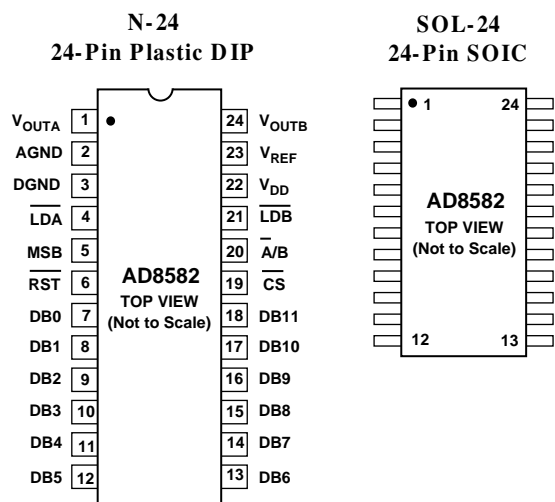 N-24
24-Pin Plastic DIP
VOUTA 1 24 VOUTB
AGND 2 23 VREF
DGND 3 22 VDD
LDA 4 21 LDB
MSB 5 20 A/B
RST 6 19 CS
DB0 7 18 DB11
DB1 8 17 DB10
DB2 9 16 DB9
DB3 10 15 DB8
DB4 11 14 DB7
DB5 12 13 DB6
AD8582
TOP VIEW
(Not to Scale)
SOL-24
24-Pin SOIC
1 24
AD8582
TOP VIEW
(Not to Scale)
12 13